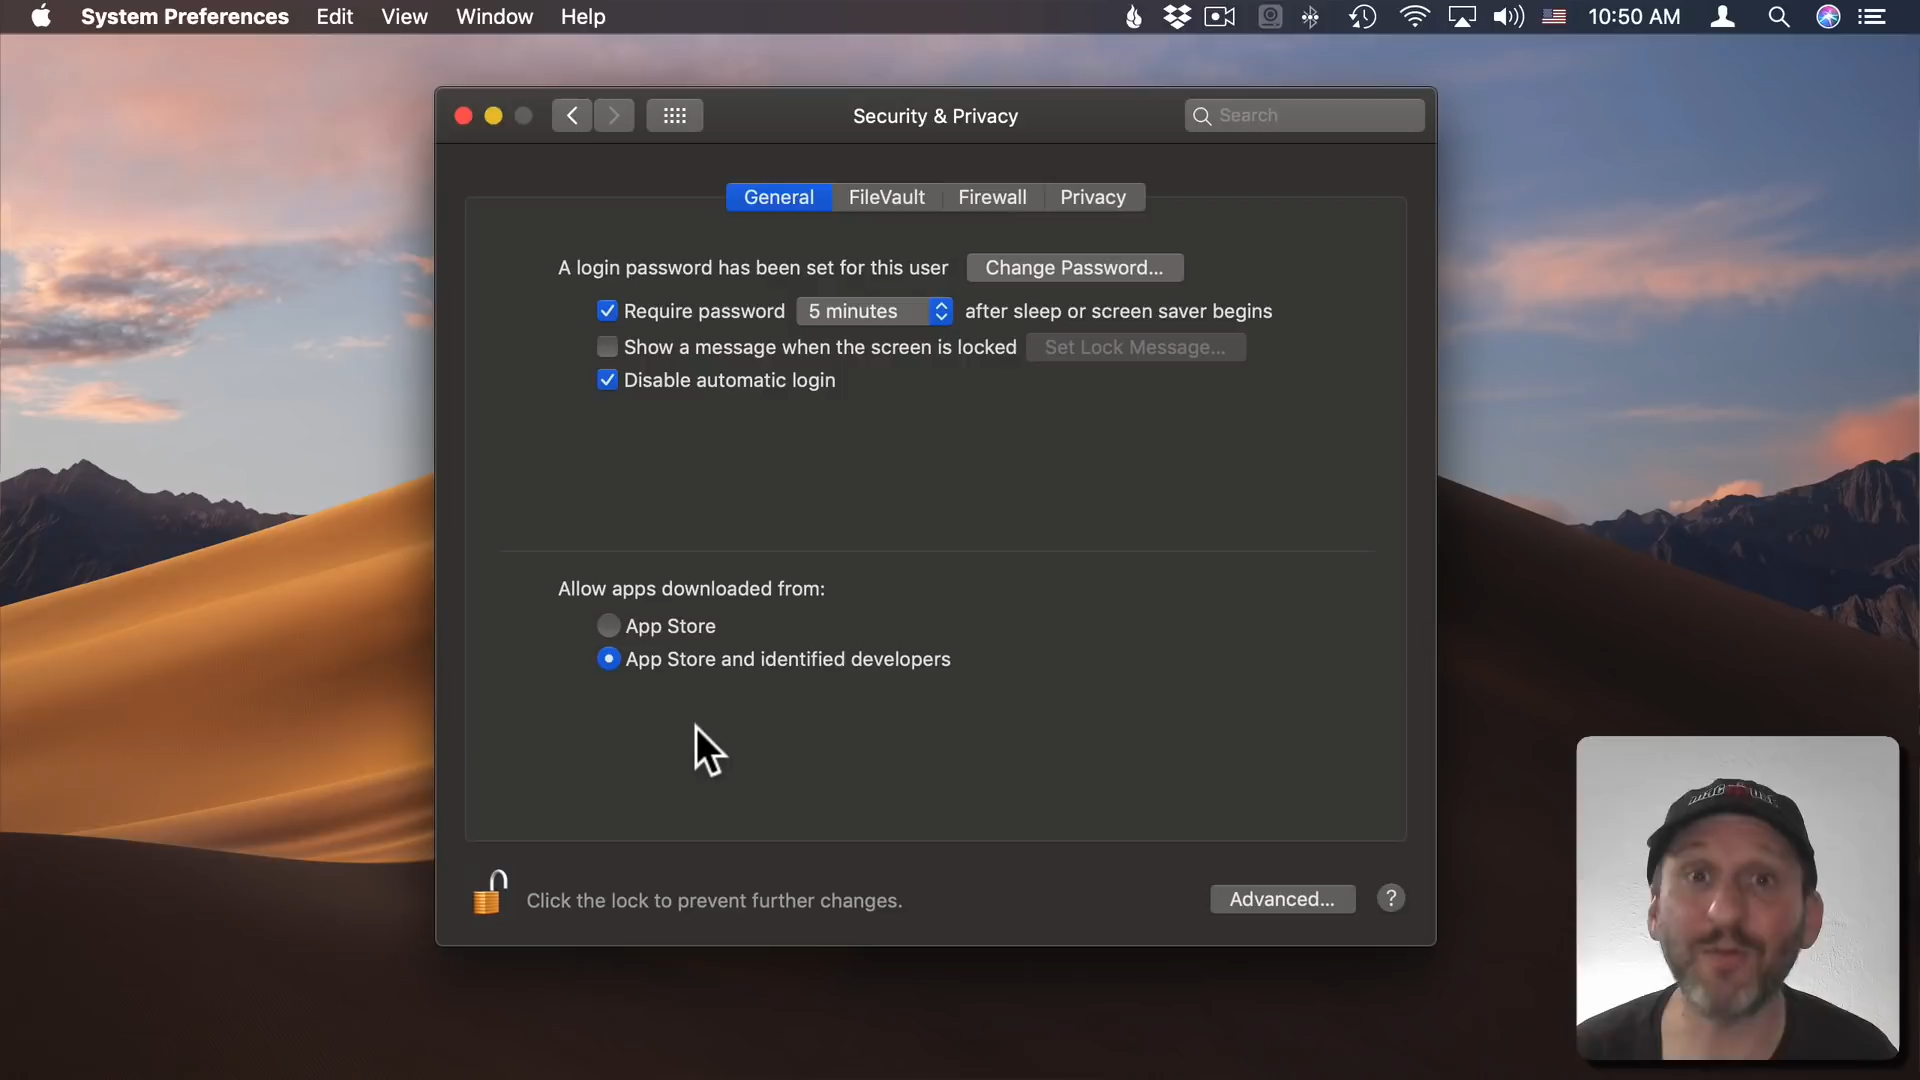 System Preferences Edit View Window Help 10:50 AM
Security & Privacy
Search
General FileVault Firewall Privacy
A login password has been set for this user Change Password...
Require password 5 minutes after sleep or screen saver begins
Show a message when the screen is locked Set Lock Message...
Disable automatic login
Allow apps downloaded from:
App Store
App Store and identified developers
Click the lock to prevent further changes. Advanced... ?